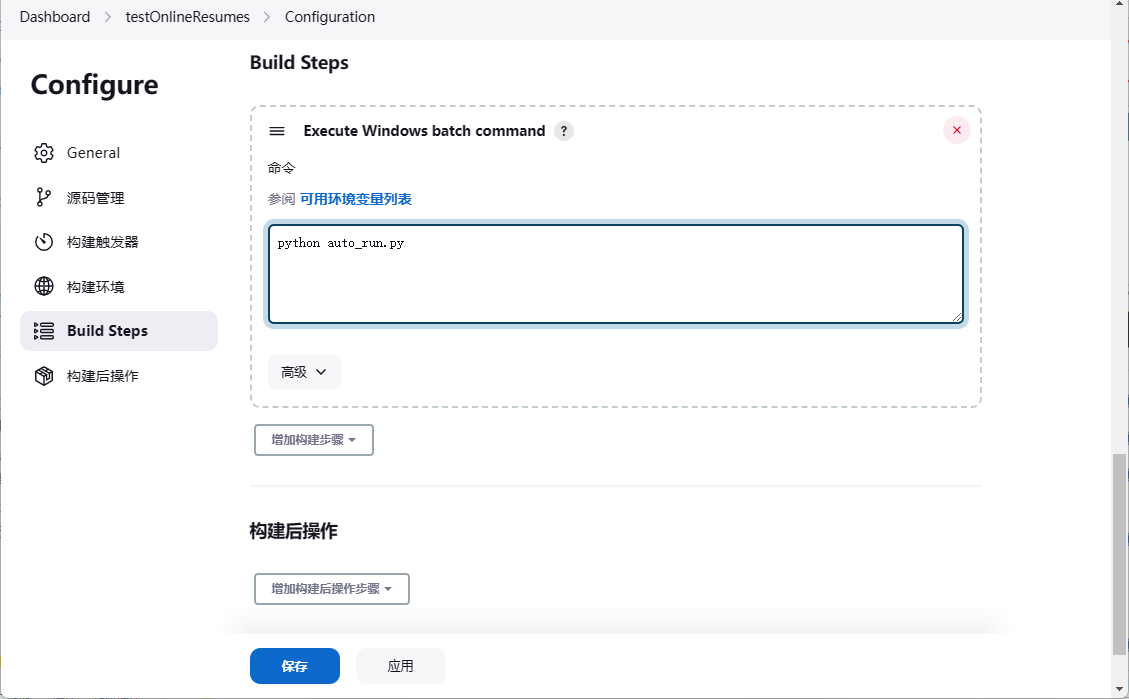 Dashboard > testOnlineResumes > Configuration
Configure
General
源码管理
构建触发器
构建环境
Build Steps
构建后操作
Build Steps
Execute Windows batch command ?
命令
参阅 可用环境变量列表
python auto_run.py
高级
增加构建步骤
构建后操作
增加构建后操作步骤
保存
应用